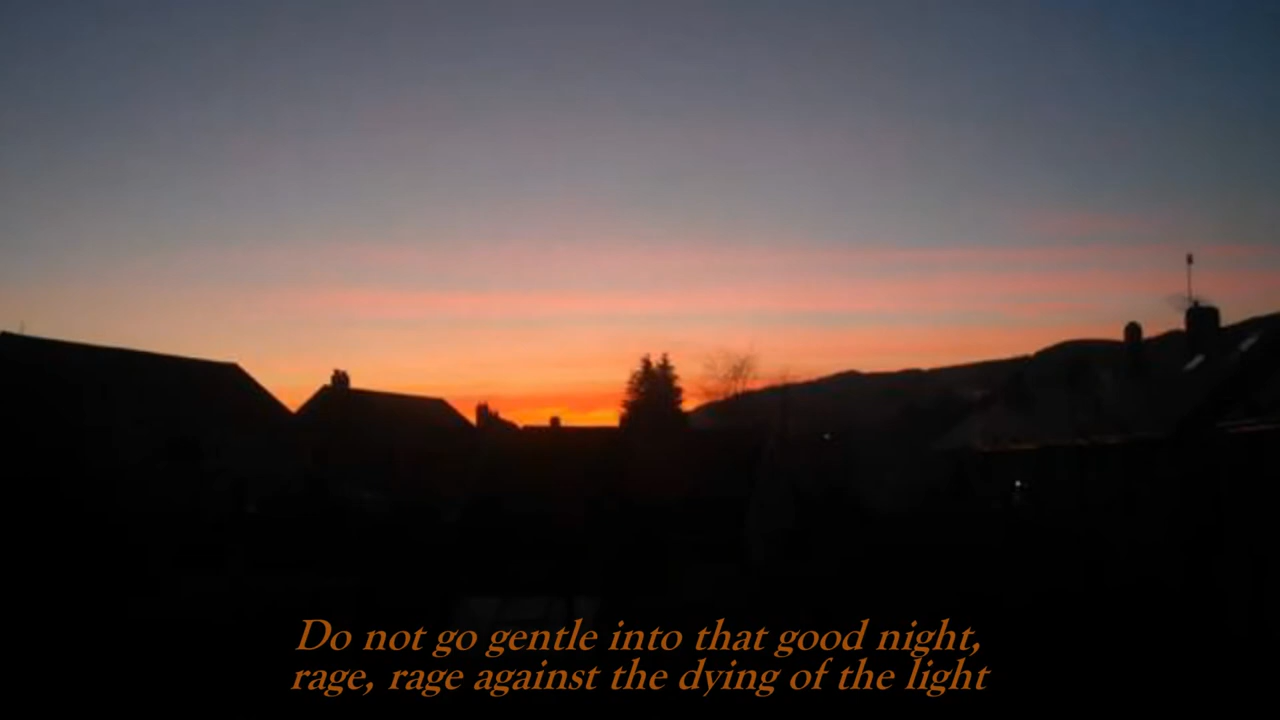 Do not go gentle into that good night,
rage, rage against the dying of the light